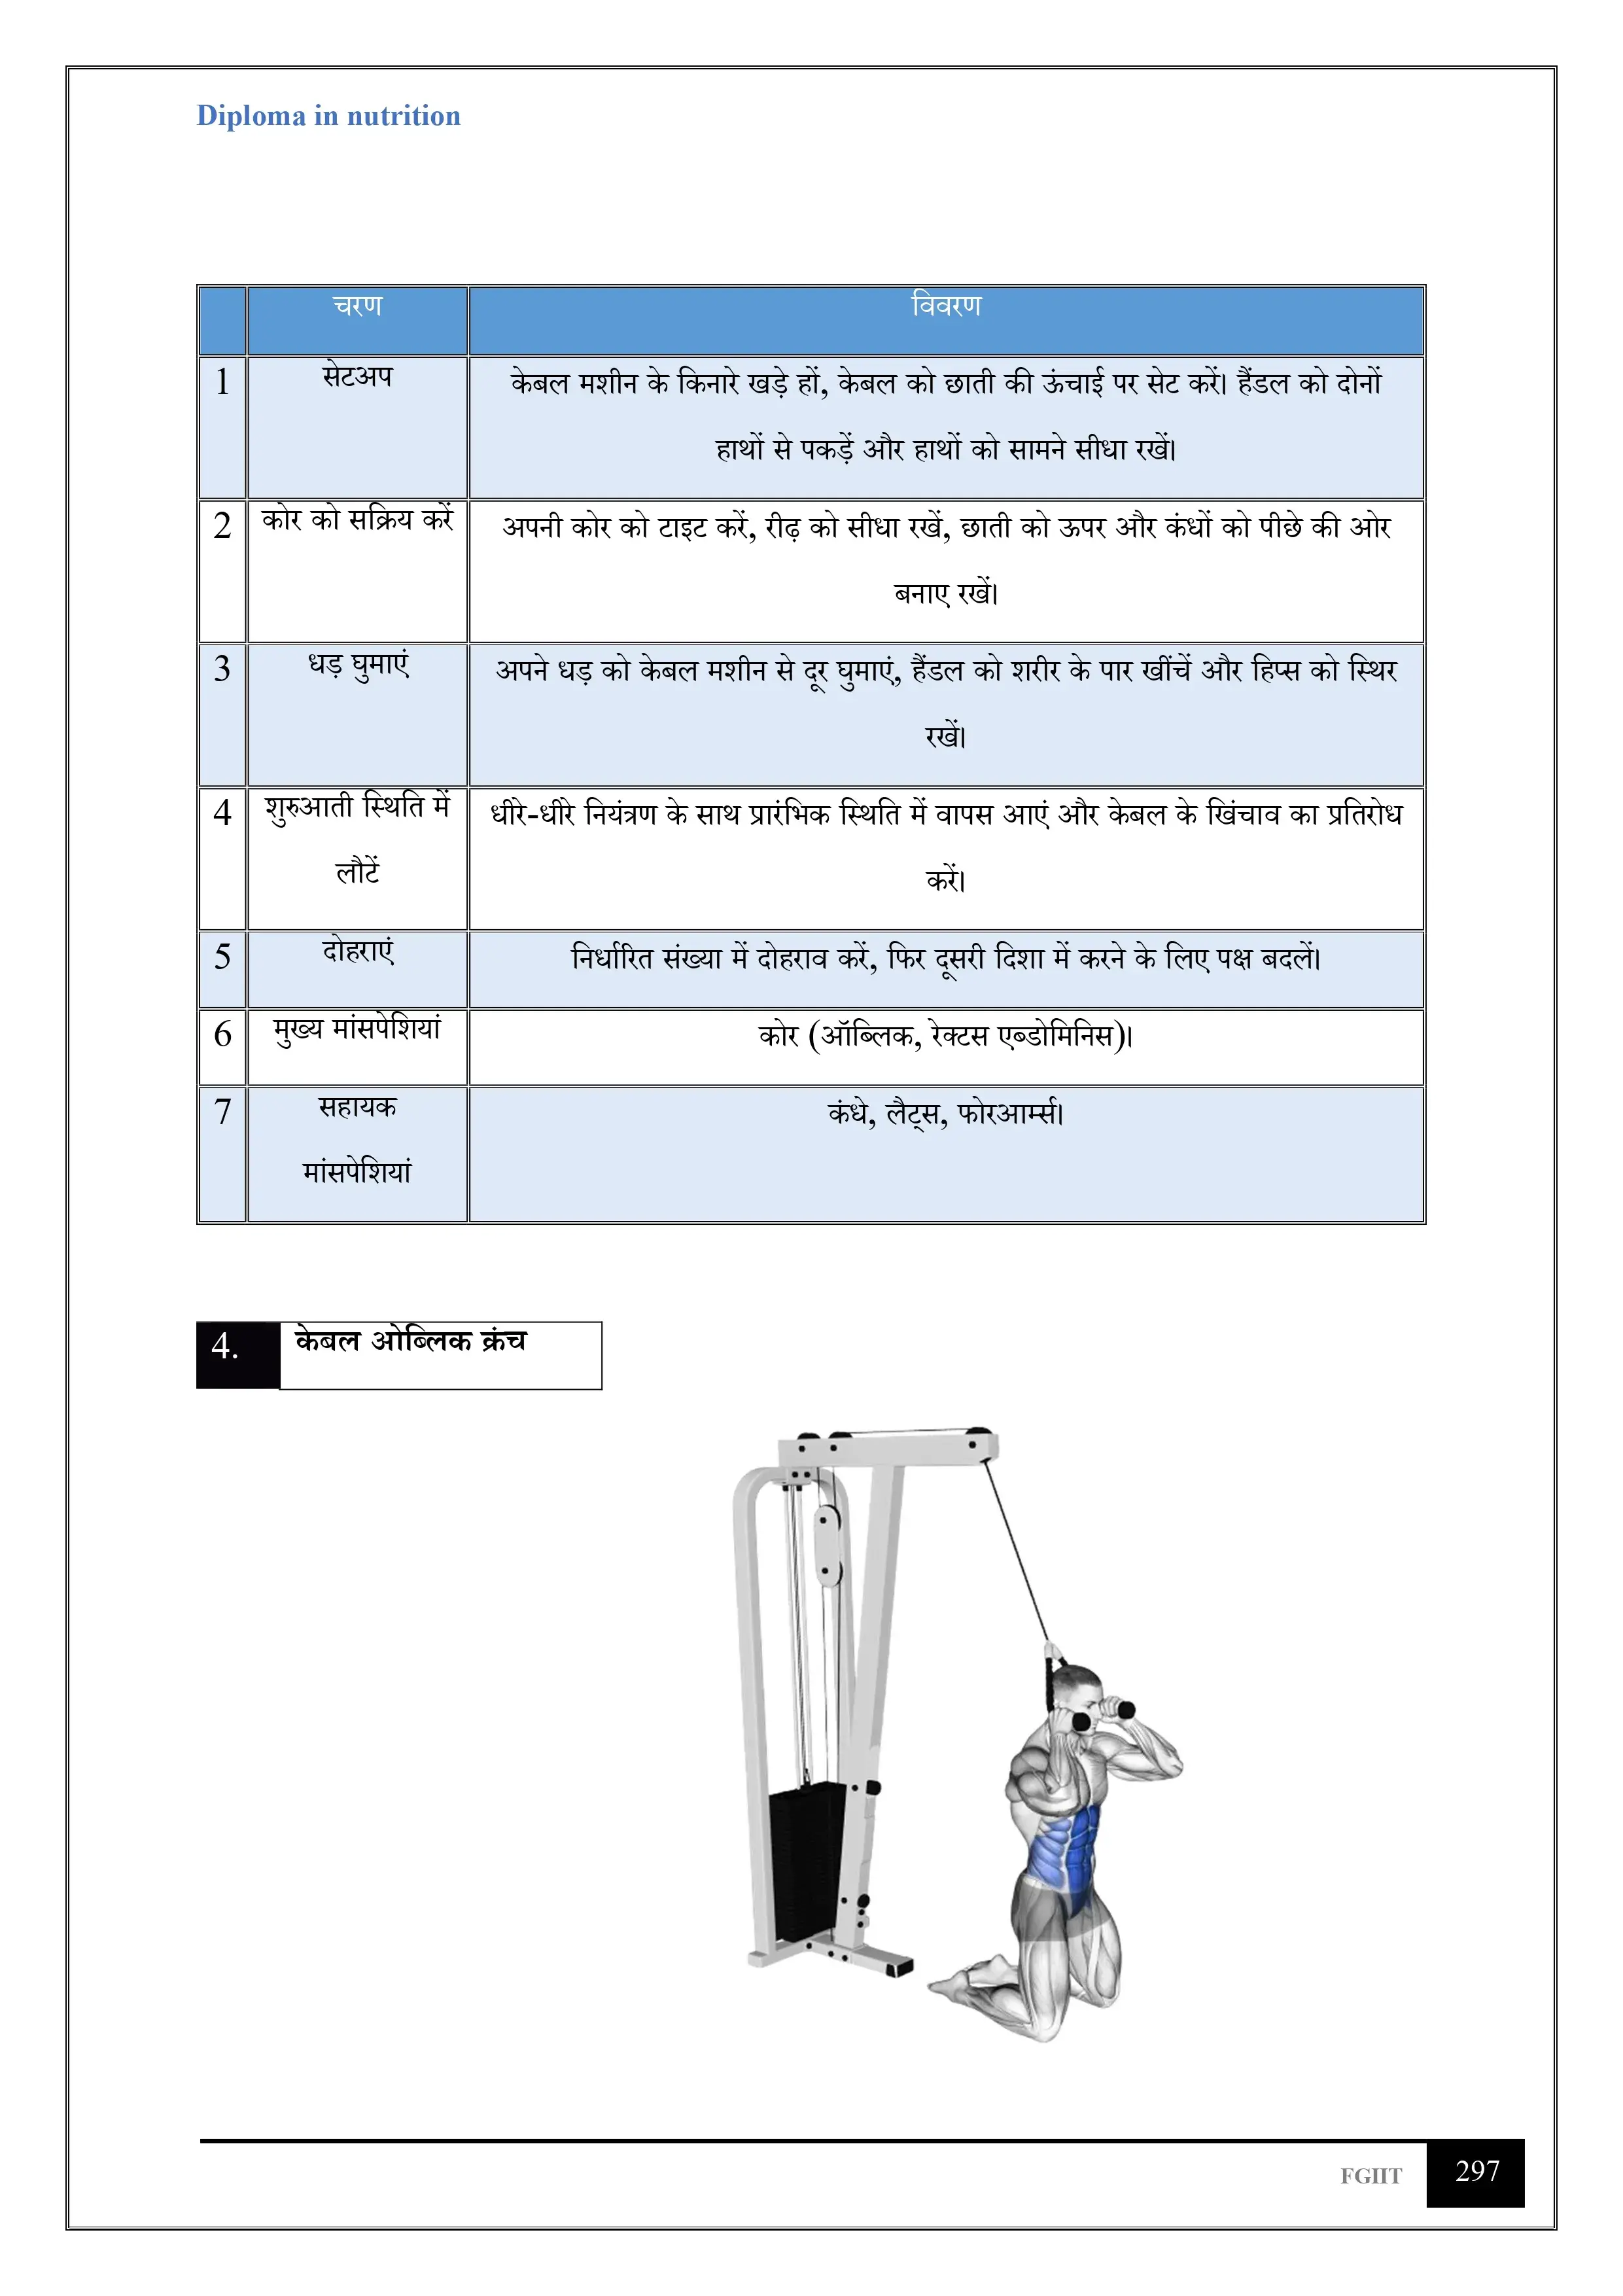 Diploma in nutrition
चरण विवरण
1 सेटअप केबल मशीन के किनारे खड़े हों, केबल को छाती की ऊंचाई पर सेट करें। हैंडल को दोनों
हाथों से पकड़ें और हाथों को सामने सीधा रखें।
2 कोर को सक्रिय करें अपनी कोर को टाइट करें, रीढ़ को सीधा रखें, छाती को ऊपर और कंधों को पीछे की ओर
बनाए रखें।
3 धड़ घुमाएं अपने धड़ को केबल मशीन से दूर घुमाएं, हैंडल को शरीर के पार खींचें और हिप्स को स्थिर
रखें।
4 शुरुआती स्थिति में धीरे-धीरे नियंत्रण के साथ प्रारंभिक स्थिति में वापस आएं और केबल के खिंचाव का प्रतिरोध
लौटें करें।
5 दोहराएं निर्धारित संख्या में दोहराव करें, फिर दूसरी दिशा में करने के लिए पक्ष बदलें।
6 मुख्य मांसपेशियां कोर (ऑब्लिक, रेक्टस एब्डोमिनिस)।
7 सहायक कंधे, लैट्स, फोरआर्म्स।
मांसपेशियां
4. केबल ओब्लिक क्रंच
FGIIT 297